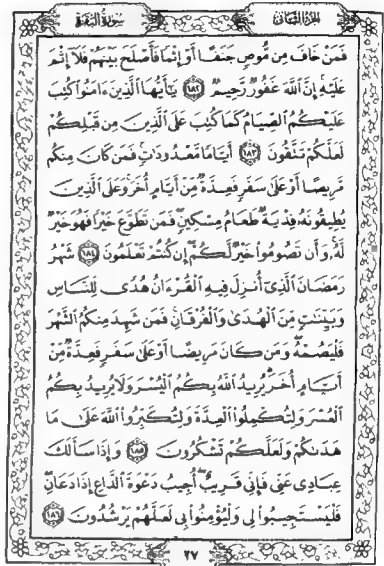 الجزء الثاني
سورة البقرة
فَمَنْ خَافَ مِن مُّوصٍ جَنَفًا أَوْ إِثْمًا فَأَصْلَحَ بَيْنَهُمْ فَلَآ إِثْمَ
عَلَيْهِ إِنَّ ٱللَّهَ غَفُورٌ رَّحِيمٌ ١٨٢ يَٰٓأَيُّهَا ٱلَّذِينَ ءَامَنُوا۟ كُتِبَ
عَلَيْكُمُ ٱلصِّيَامُ كَمَا كُتِبَ عَلَى ٱلَّذِينَ مِن قَبْلِكُمْ
لَعَلَّكُمْ تَتَّقُونَ ١٨٣ أَيَّامًا مَّعْدُودَٰتٍ فَمَن كَانَ مِنكُم
مَّرِيضًا أَوْ عَلَىٰ سَفَرٍ فَعِدَّةٌ مِّنْ أَيَّامٍ أُخَرَ وَعَلَى ٱلَّذِينَ
يُطِيقُونَهُۥ فِدْيَةٌ طَعَامُ مِسْكِينٍ فَمَن تَطَوَّعَ خَيْرًا فَهُوَ خَيْرٌ
لَّهُۥ وَأَن تَصُومُوا۟ خَيْرٌ لَّكُمْ إِن كُنتُمْ تَعْلَمُونَ ١٨٤ شَهْرُ
رَمَضَانَ ٱلَّذِىٓ أُنزِلَ فِيهِ ٱلْقُرْءَانُ هُدًى لِّلنَّاسِ
وَبَيِّنَٰتٍ مِّنَ ٱلْهُدَىٰ وَٱلْفُرْقَانِ فَمَن شَهِدَ مِنكُمُ ٱلشَّهْرَ
فَلْيَصُمْهُ وَمَن كَانَ مَرِيضًا أَوْ عَلَىٰ سَفَرٍ فَعِدَّةٌ مِّنْ
أَيَّامٍ أُخَرَ يُرِيدُ ٱللَّهُ بِكُمُ ٱلْيُسْرَ وَلَا يُرِيدُ بِكُمُ
ٱلْعُسْرَ وَلِتُكْمِلُوا۟ ٱلْعِدَّةَ وَلِتُكَبِّرُوا۟ ٱللَّهَ عَلَىٰ مَا
هَدَىٰكُمْ وَلَعَلَّكُمْ تَشْكُرُونَ ١٨٥ وَإِذَا سَأَلَكَ
عِبَادِى عَنِّى فَإِنِّى قَرِيبٌ أُجِيبُ دَعْوَةَ ٱلدَّاعِ إِذَا دَعَانِ
فَلْيَسْتَجِيبُوا۟ لِى وَلْيُؤْمِنُوا۟ بِى لَعَلَّهُمْ يَرْشُدُونَ ١٨٦
٢٧